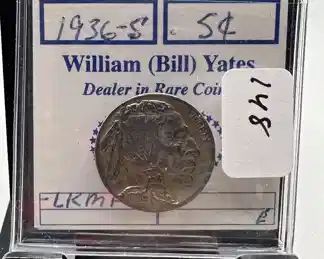 1936-S 5¢
William (Bill) Yates
Dealer in Rare Coin
148